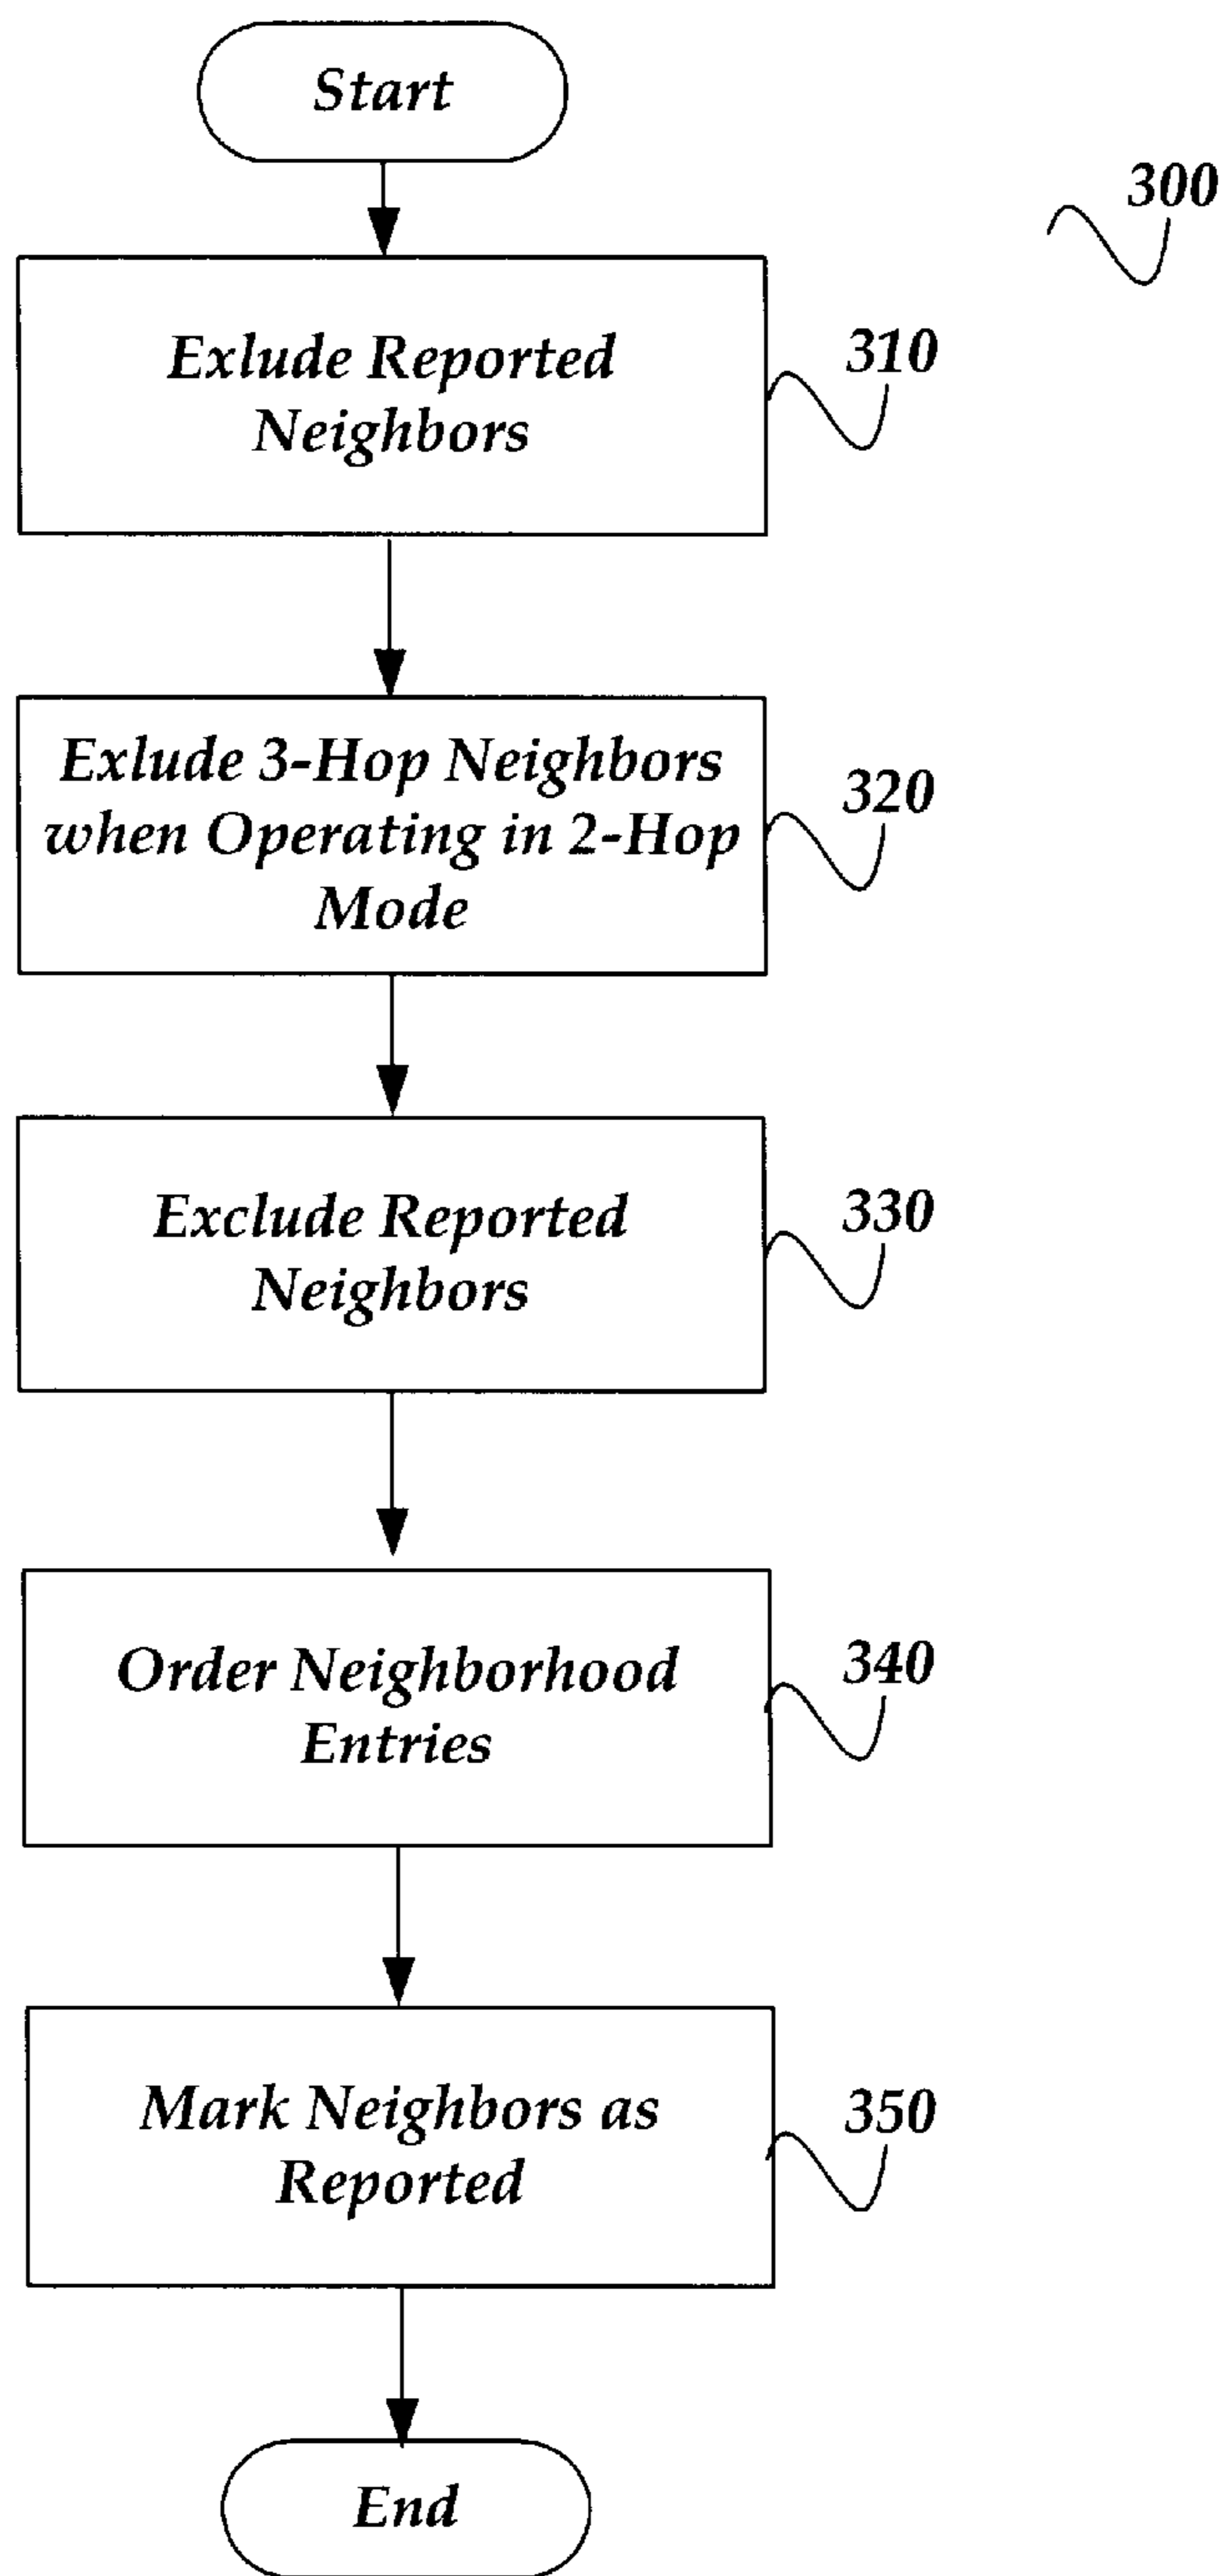 Start
300
Exlude Reported
Neighbors
310
Exlude 3-Hop Neighbors
when Operating in 2-Hop
Mode
320
Exclude Reported
Neighbors
330
Order Neighborhood
Entries
340
Mark Neighbors as
Reported
350
End